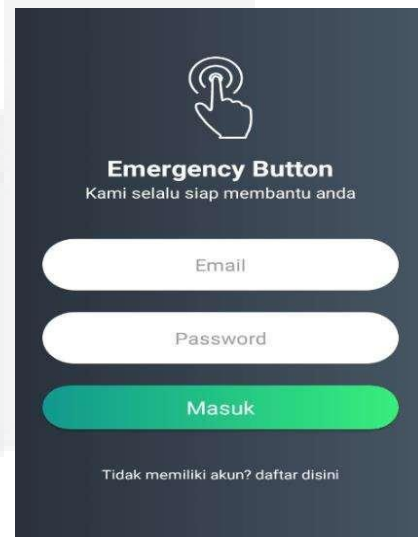 Emergency Button
Kami selalu siap membantu anda
Email
Password
Masuk
Tidak memiliki akun? daftar disini